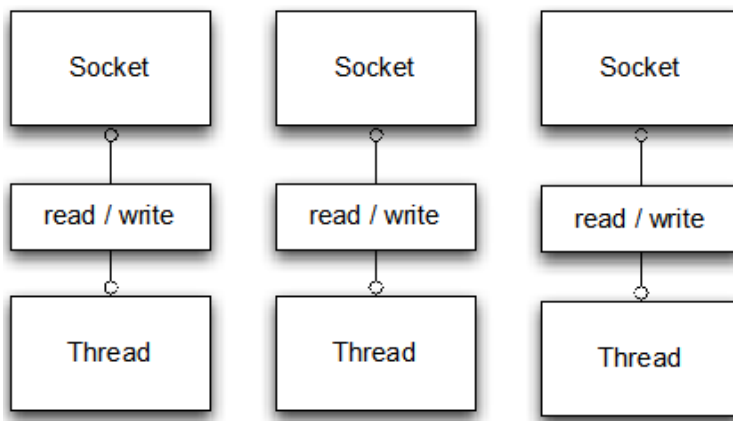 Socket
Socket
Socket
read / write
read / write
read / write
Thread
Thread
Thread